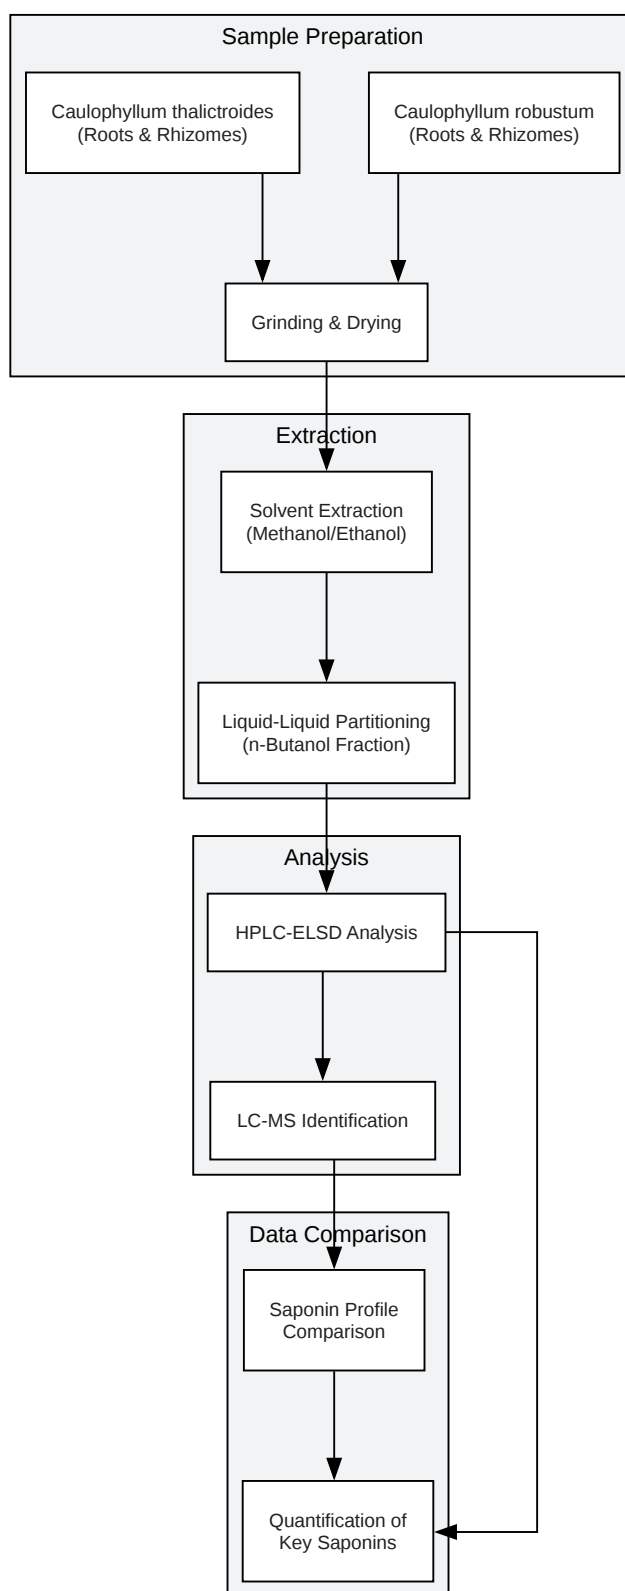 Sample Preparation
Caulophyllum thalictroides
(Roots & Rhizomes)
Caulophyllum robustum
(Roots & Rhizomes)
Grinding & Drying
Extraction
Solvent Extraction
(Methanol/Ethanol)
Liquid-Liquid Partitioning
(n-Butanol Fraction)
Analysis
HPLC-ELSD Analysis
LC-MS Identification
Data Comparison
Saponin Profile
Comparison
Quantification of
Key Saponins